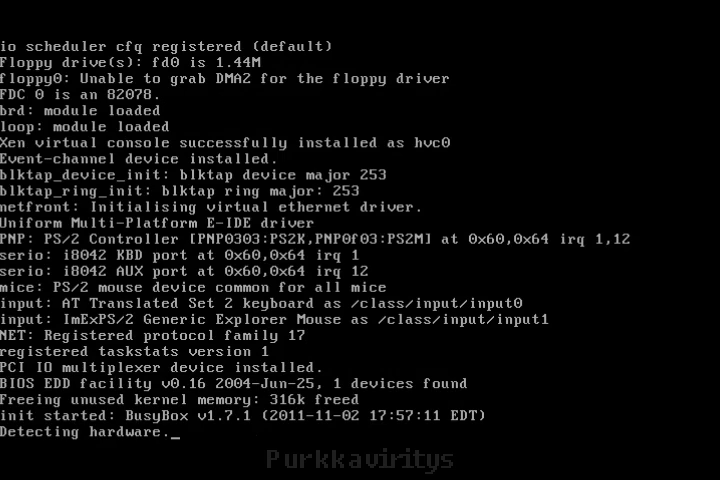 io scheduler cfq registered (default)
Floppy drive(s): fd0 is 1.44M
floppy0: Unable to grab DMA2 for the floppy driver
FDC 0 is an 82078.
brd: module loaded
loop: module loaded
Xen virtual console successfully installed as hvc0
Event-channel device installed.
blktap_device_init: blktap device major 253
blktap_ring_init: blktap ring major: 253
netfront: Initialising virtual ethernet driver.
Uniform Multi-Platform E-IDE driver
PNP: PS/2 Controller [PNP0303:PS2K,PNP0f03:PS2M] at 0x60,0x64 irq 1,12
serio: i8042 KBD port at 0x60,0x64 irq 1
serio: i8042 AUX port at 0x60,0x64 irq 12
mice: PS/2 mouse device common for all mice
input: AT Translated Set 2 keyboard as /class/input/input0
input: ImExPS/2 Generic Explorer Mouse as /class/input/input1
NET: Registered protocol family 17
registered taskstats version 1
PCI IO multiplexer device installed.
BIOS EDD facility v0.16 2004-Jun-25, 1 devices found
Freeing unused kernel memory: 316k freed
init started: BusyBox v1.7.1 (2011-11-02 17:57:11 EDT)
Detecting hardware._
Purkkaviritys